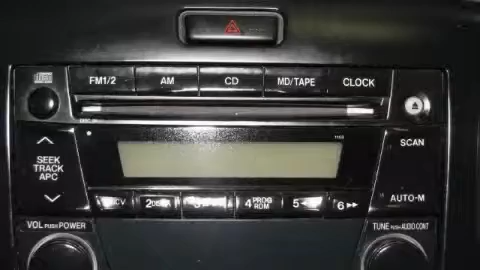 FM1/2 AM CD MD/TAPE CLOCK
SCAN
SEEK
TRACK
APC
AUTO-M
2
3
4 PROG
ROM
5
6 ▸▸
VOL PUSH POWER
TUNE PUSH AUDIO CONT